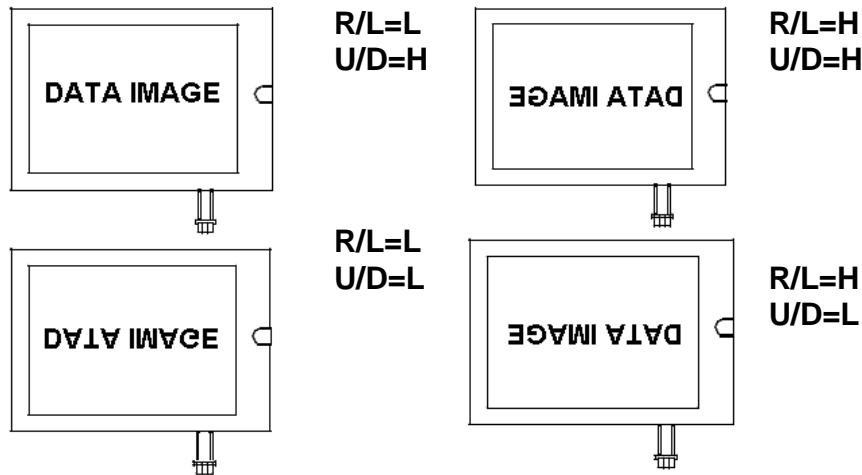 DATA IMAGE
R/L=L
U/D=H
DATA IMAGE
R/L=H
U/D=H
DATA IMAGE
R/L=L
U/D=L
DATA IMAGE
R/L=H
U/D=L